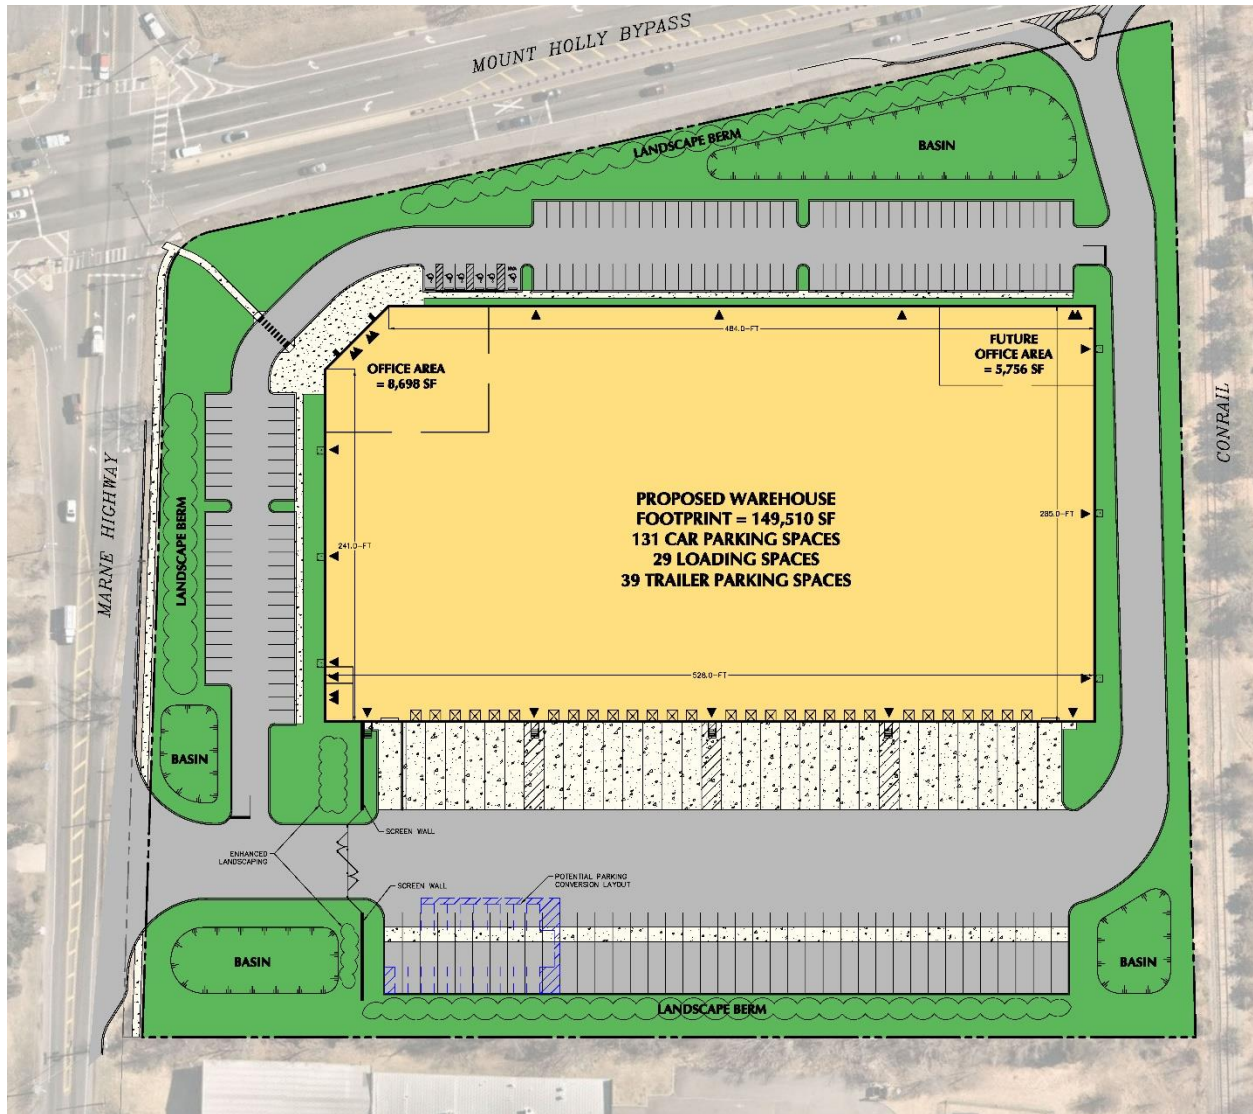 MOUNT HOLLY BYPASS
LANDSCAPE BERM
BASIN
484.0-FT
OFFICE AREA
= 8,698 SF
FUTURE
OFFICE AREA
= 5,756 SF
CONRAIL
MARNE HIGHWAY
LANDSCAPE BERM
241.0-FT
PROPOSED WAREHOUSE
FOOTPRINT = 149,510 SF
131 CAR PARKING SPACES
29 LOADING SPACES
39 TRAILER PARKING SPACES
285.0-FT
528.0-FT
BASIN
SCREEN WALL
ENHANCED
LANDSCAPING
SCREEN WALL
POTENTIAL PARKING
CONVERSION LAYOUT
BASIN
BASIN
LANDSCAPE BERM